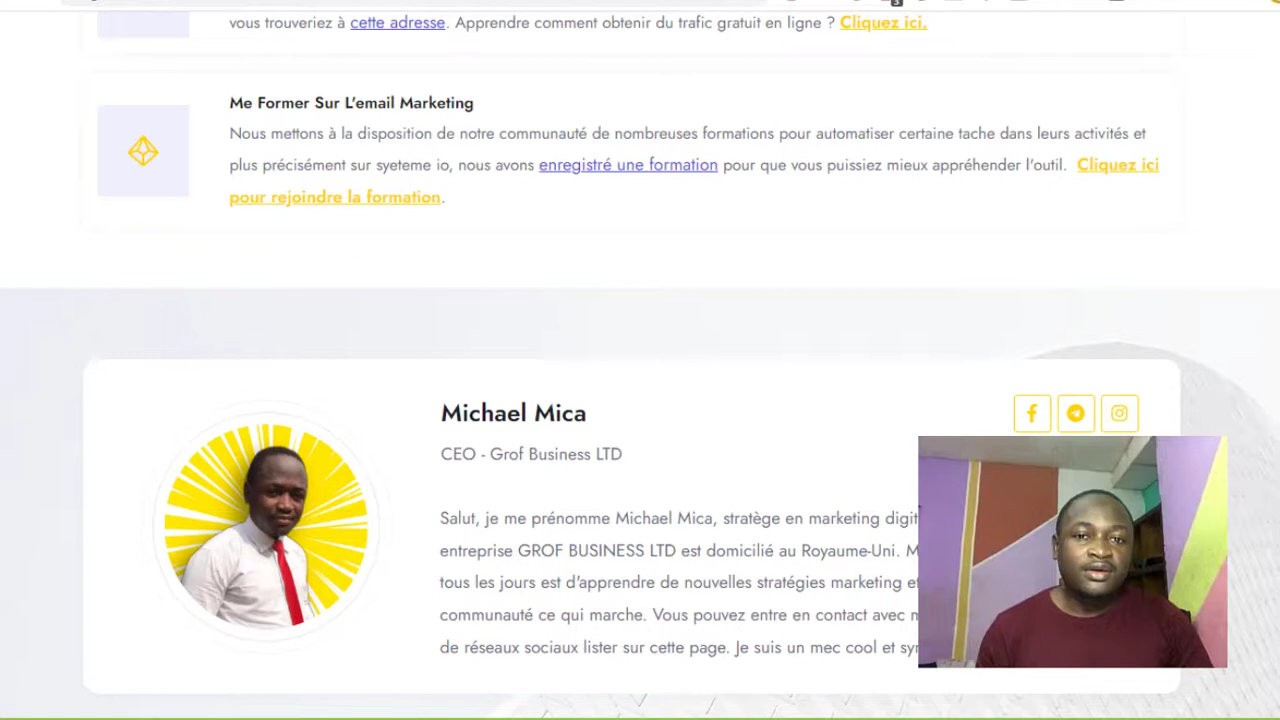 vous trouveriez à cette adresse. Apprendre comment obtenir du trafic gratuit en ligne ? Cliquez ici.
Me Former Sur L'email Marketing
Nous mettons à la disposition de notre communauté de nombreuses formations pour automatiser certaine tache dans leurs activités et
plus précisément sur syeteme io, nous avons enregistré une formation pour que vous puissiez mieux appréhender l'outil. Cliquez ici
pour rejoindre la formation.
Michael Mica
CEO - Grof Business LTD
Salut, je me prénomme Michael Mica, stratège en marketing digit
entreprise GROF BUSINESS LTD est domicilié au Royaume-Uni. M
tous les jours est d'apprendre de nouvelles stratégies marketing et
communauté ce qui marche. Vous pouvez entre en contact avec m
de réseaux sociaux lister sur cette page. Je suis un mec cool et syr